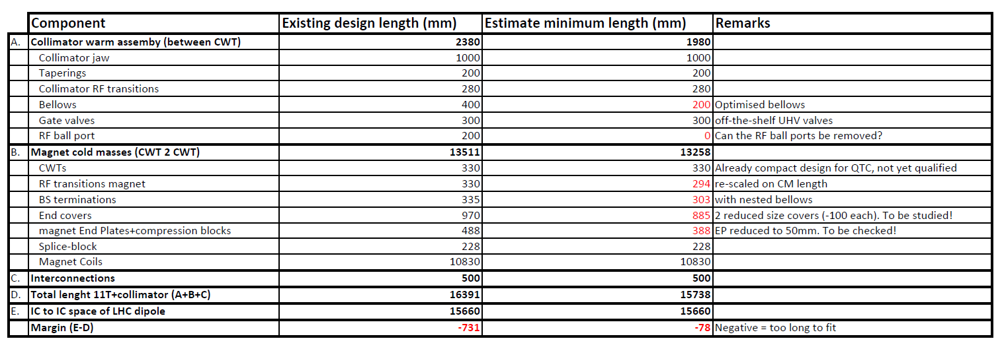 Component Existing design length (mm) Estimate minimum length (mm) Remarks
A. Collimator warm assemby (between CWT) 2380 1980
Collimator jaw 1000 1000
Taperings 200 200
Collimator RF transitions 280 280
Bellows 400 200 Optimised bellows
Gate valves 300 300 off-the-shelf UHV valves
RF ball port 200 0 Can the RF ball ports be removed?
B. Magnet cold masses (CWT 2 CWT) 13511 13258
CWTs 330 330 Already compact design for QTC, not yet qualified
RF transitions magnet 330 294 re-scaled on CM length
BS terminations 335 303 with nested bellows
End covers 970 885 2 reduced size covers (-100 each). To be studied!
magnet End Plates+compression blocks 488 388 EP reduced to 50mm. To be checked!
Splice-block 228 228
Magnet Coils 10830 10830
C. Interconnections 500 500
D. Total lenght 11T+collimator (A+B+C) 16391 15738
E. IC to IC space of LHC dipole 15660 15660
Margin (E-D) -731 -78 Negative = too long to fit